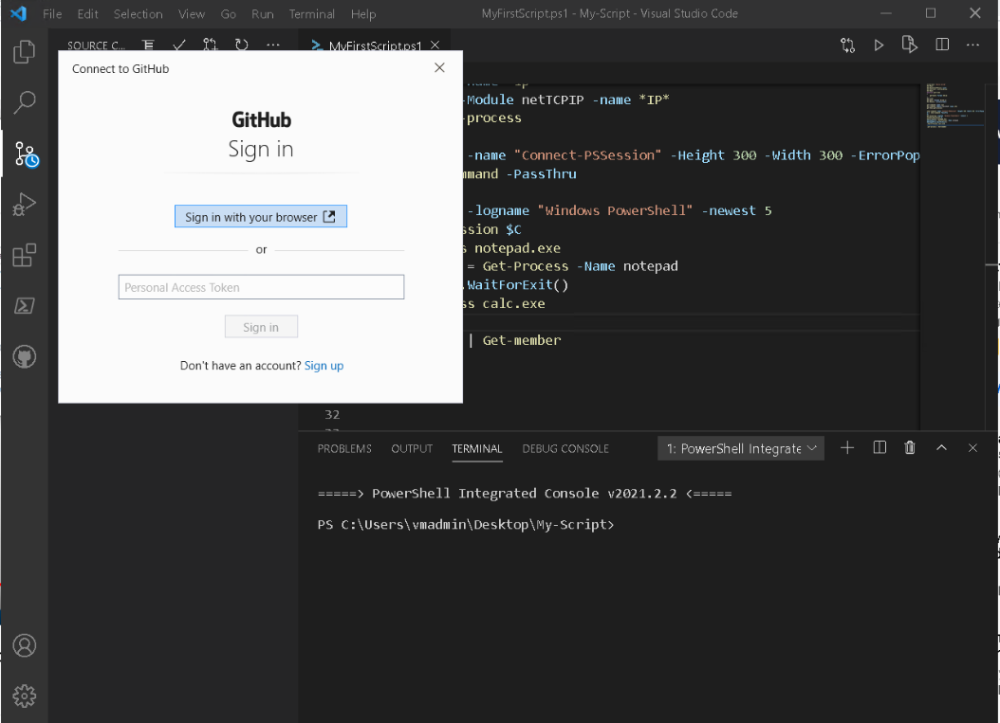 File Edit Selection View Go Run Terminal Help MyFirstScript.ps1 - My-Script - Visual Studio Code
SOURCE C...
MyFirstScript.ps1
Connect to GitHub
GitHub
Sign in
Sign in with your browser
or
Personal Access Token
Sign in
Don't have an account? Sign up
-Module netTCPIP -name *IP*
-process
-name "Connect-PSSession" -Height 300 -Width 300 -ErrorPop
mmand -PassThru
-logname "Windows PowerShell" -newest 5
ssion $C
s notepad.exe
= Get-Process -Name notepad
.WaitForExit()
ss calc.exe
| Get-member
32
PROBLEMS OUTPUT TERMINAL DEBUG CONSOLE 1: PowerShell Integrate
=====> PowerShell Integrated Console v2021.2.2 <=====
PS C:\Users\vmadmin\Desktop\My-Script>